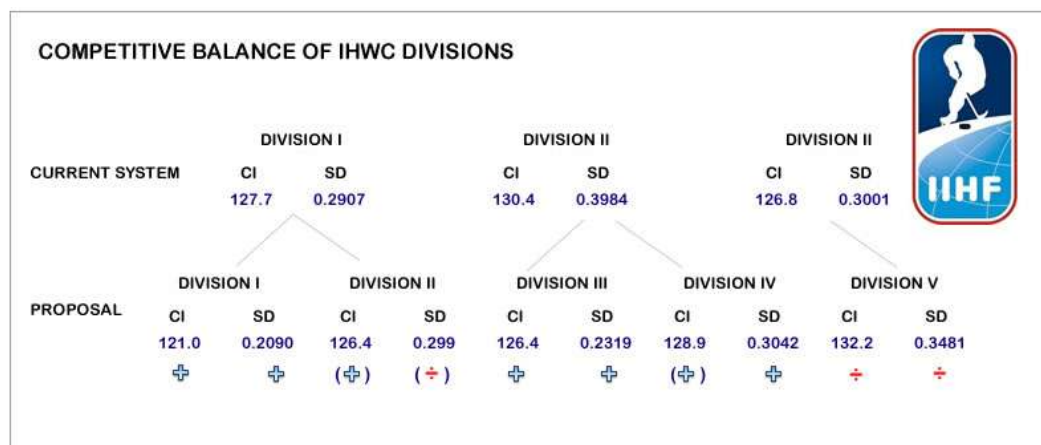 COMPETITIVE BALANCE OF IHWC DIVISIONS
DIVISION I DIVISION II DIVISION II
CURRENT SYSTEM CI SD CI SD CI SD
127.7 0.2907 130.4 0.3984 126.8 0.3001
IIHF
DIVISION I DIVISION II DIVISION III DIVISION IV DIVISION V
PROPOSAL CI SD CI SD CI SD CI SD CI SD
121.0 0.2090 126.4 0.299 126.4 0.2319 128.9 0.3042 132.2 0.3481
+ + (+) (÷) + + (+) + ÷ ÷